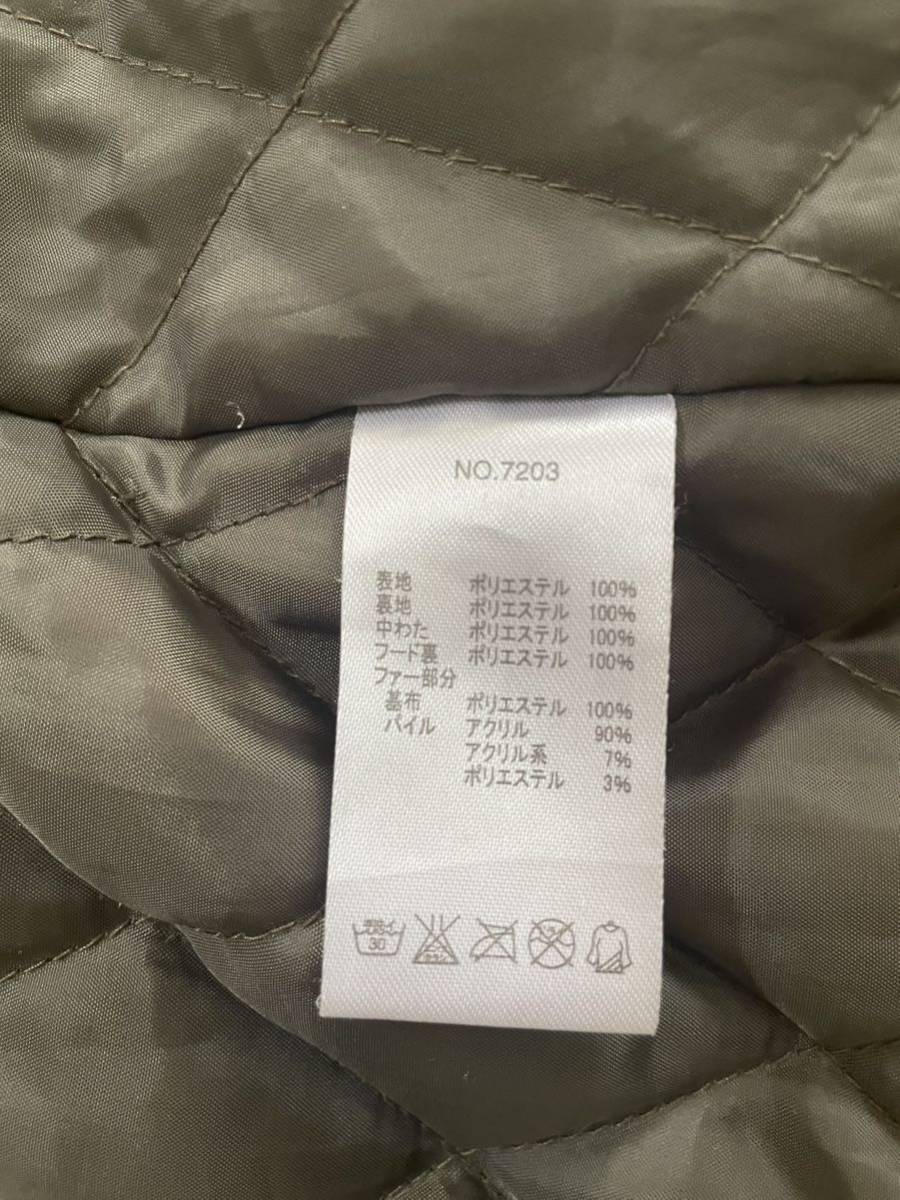 NO.7203
表地 ポリエステル 100%
裏地 ポリエステル 100%
中わた ポリエステル 100%
フード裏 ポリエステル 100%
ファー部分
基布 ポリエステル 100%
パイル アクリル 90%
アクリル系 7%
ポリエステル 3%
30